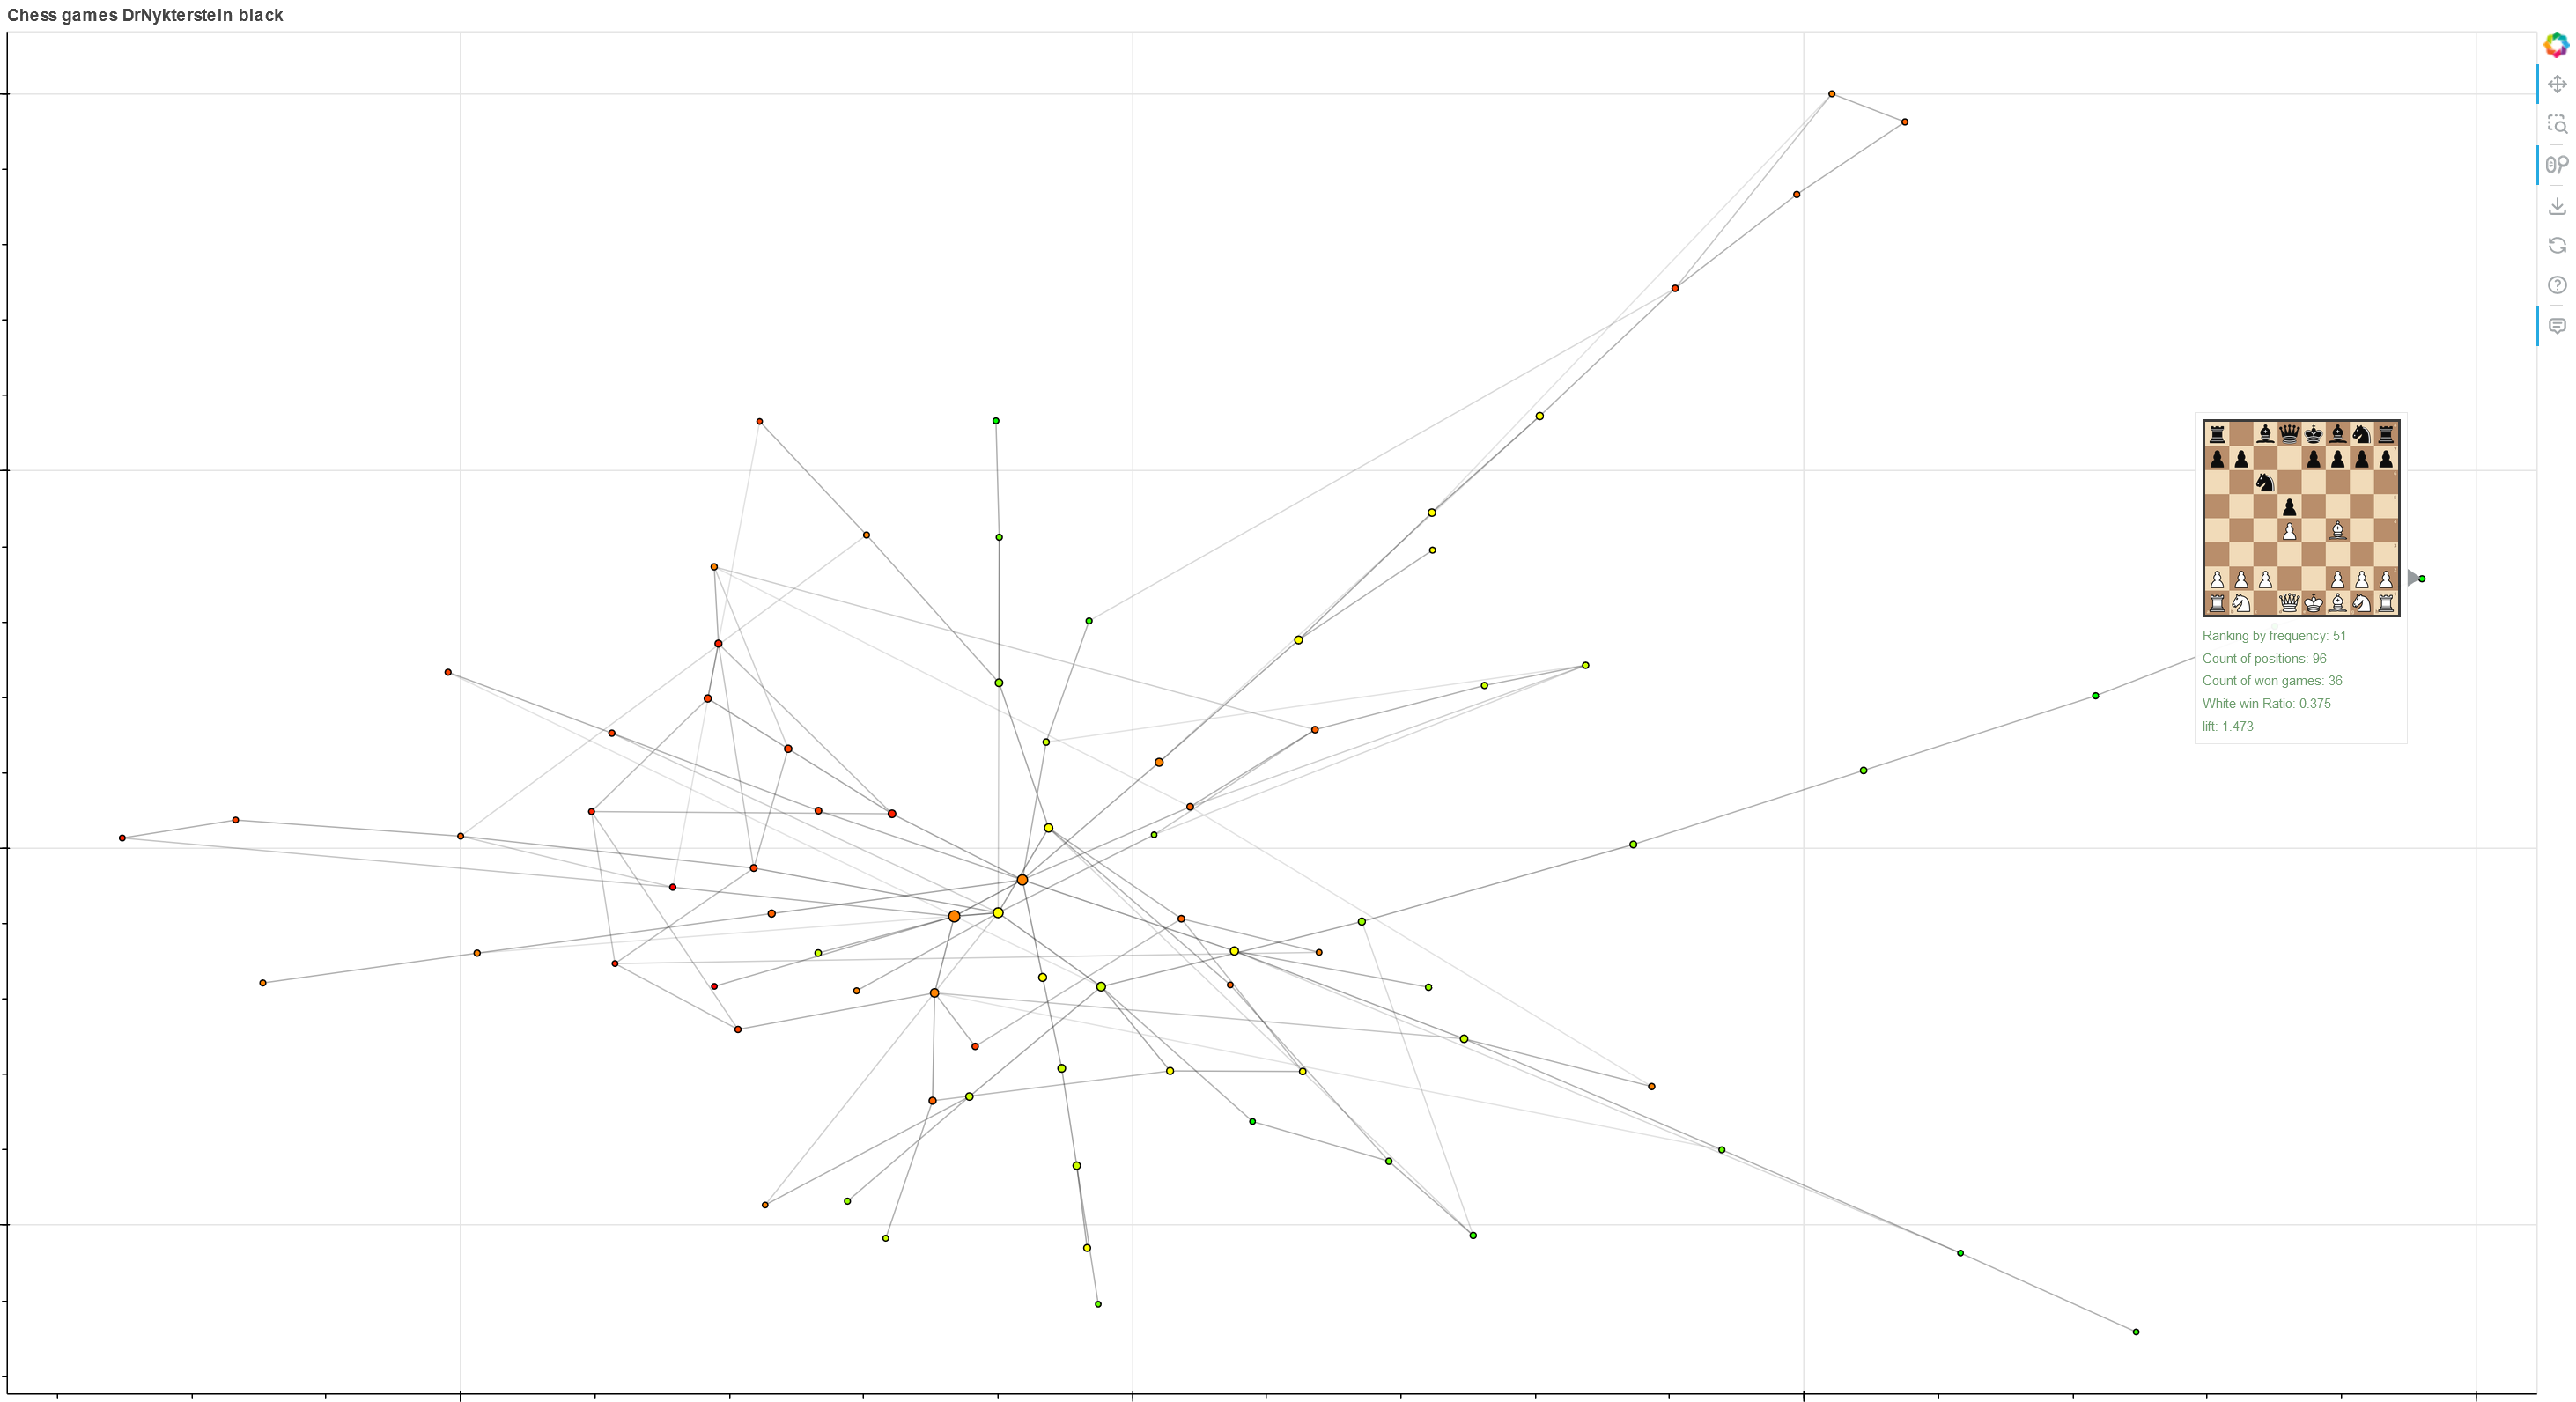 Chess games DrNykterstein black
Ranking by frequency: 51
Count of positions: 96
Count of won games: 36
White win Ratio: 0.375
lift: 1.473